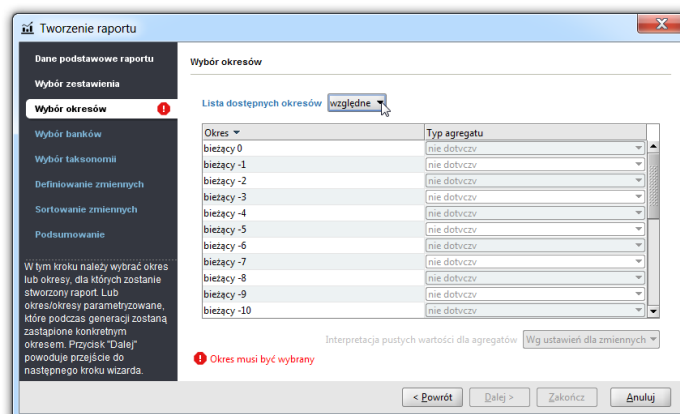 Tworzenie raportu
Dane podstawowe raportu
Wybór zestawienia
Wybór okresów
Wybór banków
Wybór taksonomii
Definiowanie zmiennych
Sortowanie zmiennych
Podsumowanie
W tym kroku należy wybrać okres
lub okresy, dla których zostanie
stworzony raport. Lub
okres/okresy parametryzowane,
które podczas generacji zostaną
zastąpione konkretnym
okresem. Przycisk "Dalej"
powoduje przejście do
następnego kroku wizarda.
Wybór okresów
Lista dostępnych okresów względne
Okres Typ agregatu
bieżący 0 nie dotyczy
bieżący -1 nie dotyczy
bieżący -2 nie dotyczy
bieżący -3 nie dotyczy
bieżący -4 nie dotyczy
bieżący -5 nie dotyczy
bieżący -6 nie dotyczy
bieżący -7 nie dotyczy
bieżący -8 nie dotyczy
bieżący -9 nie dotyczy
bieżący -10 nie dotyczy
Interpretacja pustych wartości dla agregatów Wg ustawień dla zmiennych
Okres musi być wybrany
< Powrót Dalej > Zakończ Anuluj